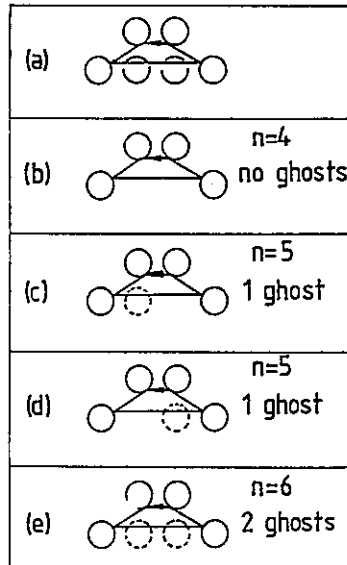 (a)
(b)
n=4
no ghosts
(c)
n=5
1 ghost
(d)
n=5
1 ghost
(e)
n=6
2 ghosts